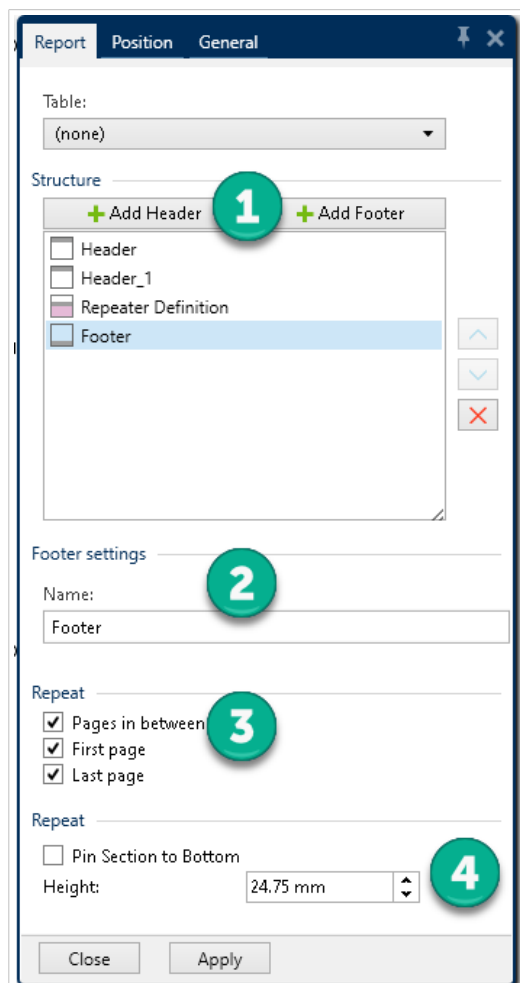 Report Position General
Table:
(none)
Structure
Add Header 1 Add Footer
Header
Header_1
Repeater Definition
Footer
Footer settings
2
Name:
Footer
Repeat
Pages in between
3
First page
Last page
Repeat
Pin Section to Bottom
4
Height: 24.75 mm
Close Apply